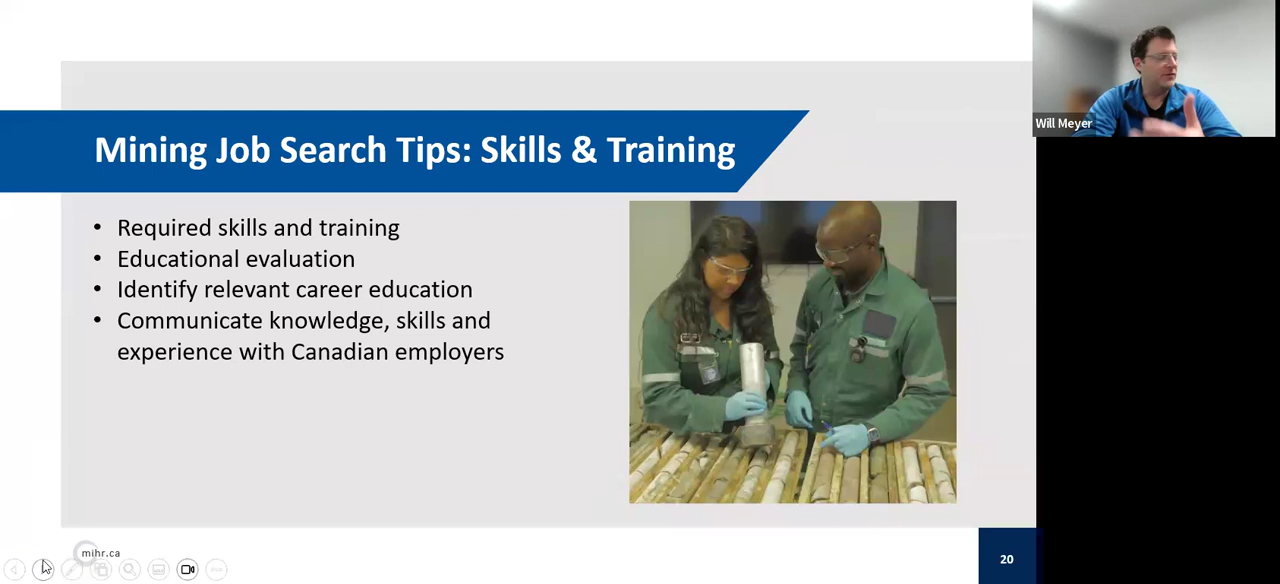 Mining Job Search Tips: Skills & Training
• Required skills and training
• Educational evaluation
• Identify relevant career education
• Communicate knowledge, skills and
experience with Canadian employers
Will Meyer
mihr.ca
20